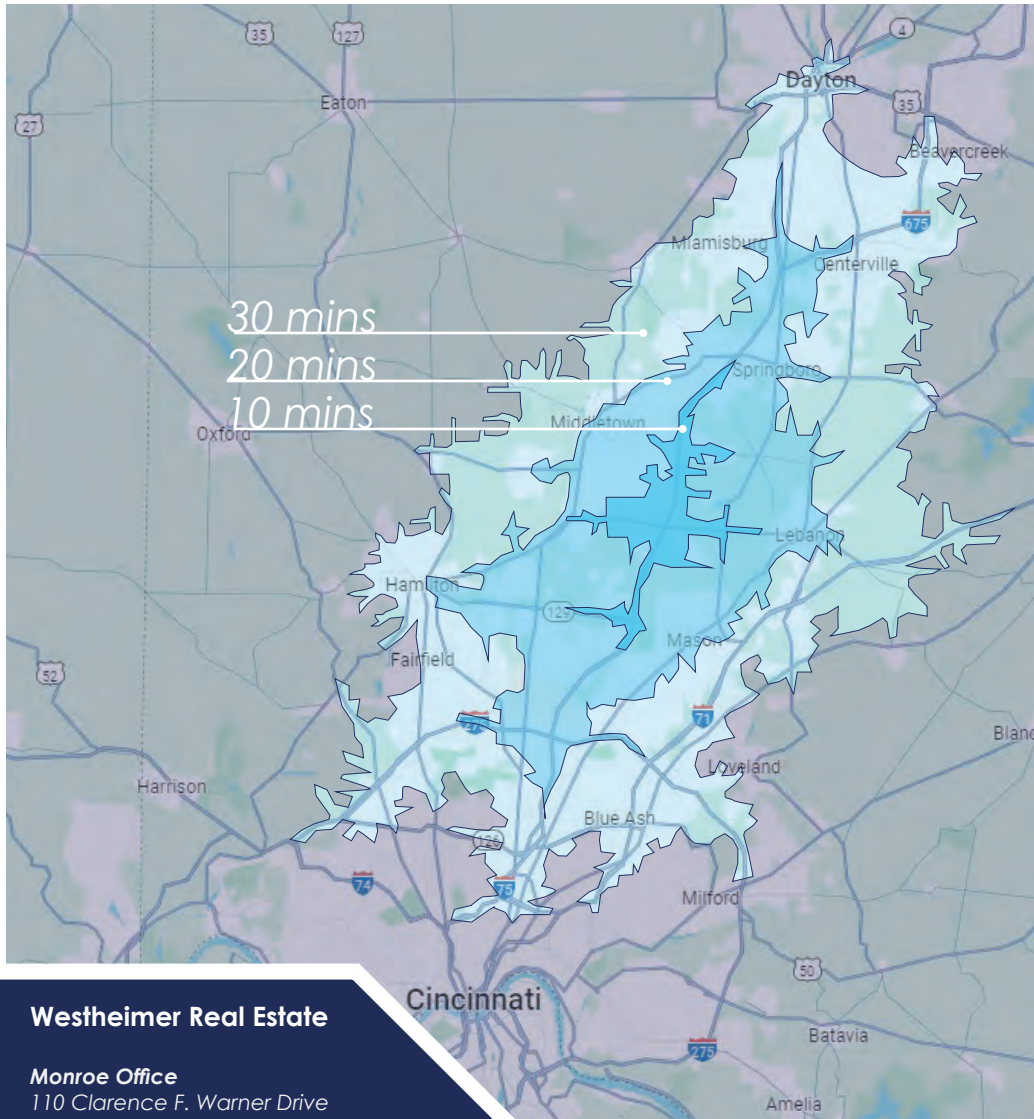 35
127
4
Dayton
Eaton
35
27
Beavercreek
675
Miamisburg
Centerville
30 mins
20 mins
Springboro
10 mins
Middletown
Oxford
Lebanon
Hamilton
129
Mason
Fairfield
52
275
71
Blanc
Loveland
Harrison
Blue Ash
126
74
75
Milford
50
Cincinnati
Westheimer Real Estate
Batavia
275
Monroe Office
110 Clarence F. Warner Drive
Amelia